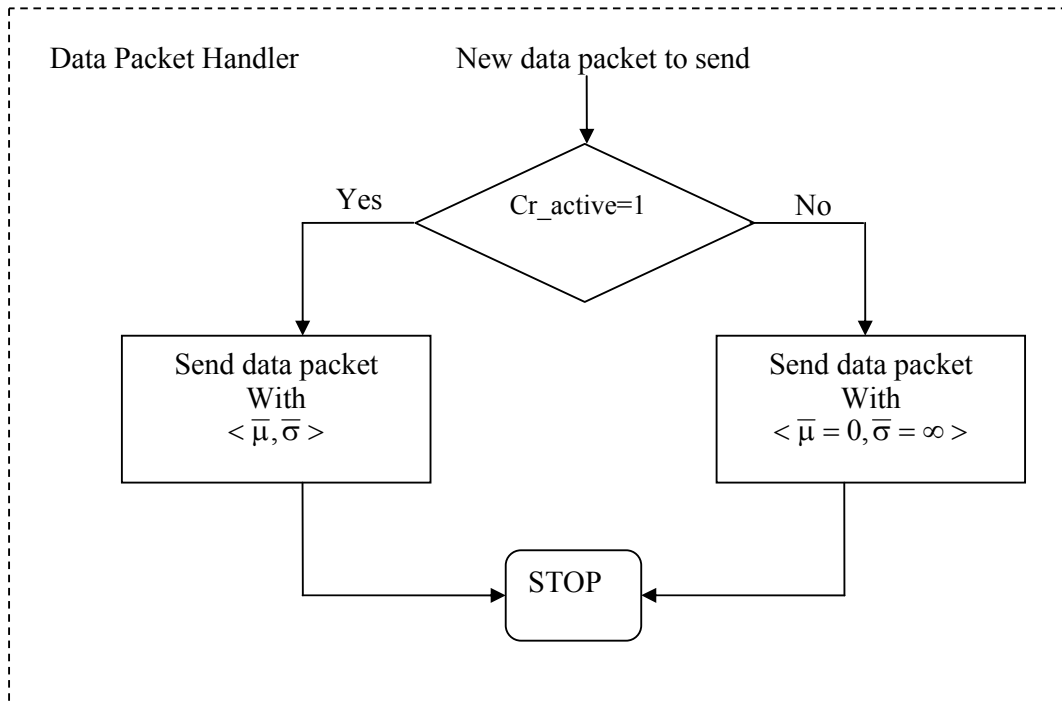 Data Packet Handler
New data packet to send
Cr_active=1
Yes
No
Send data packet
With
< μ̅, σ̅ >
Send data packet
With
< μ̅ = 0, σ̅ = ∞ >
STOP